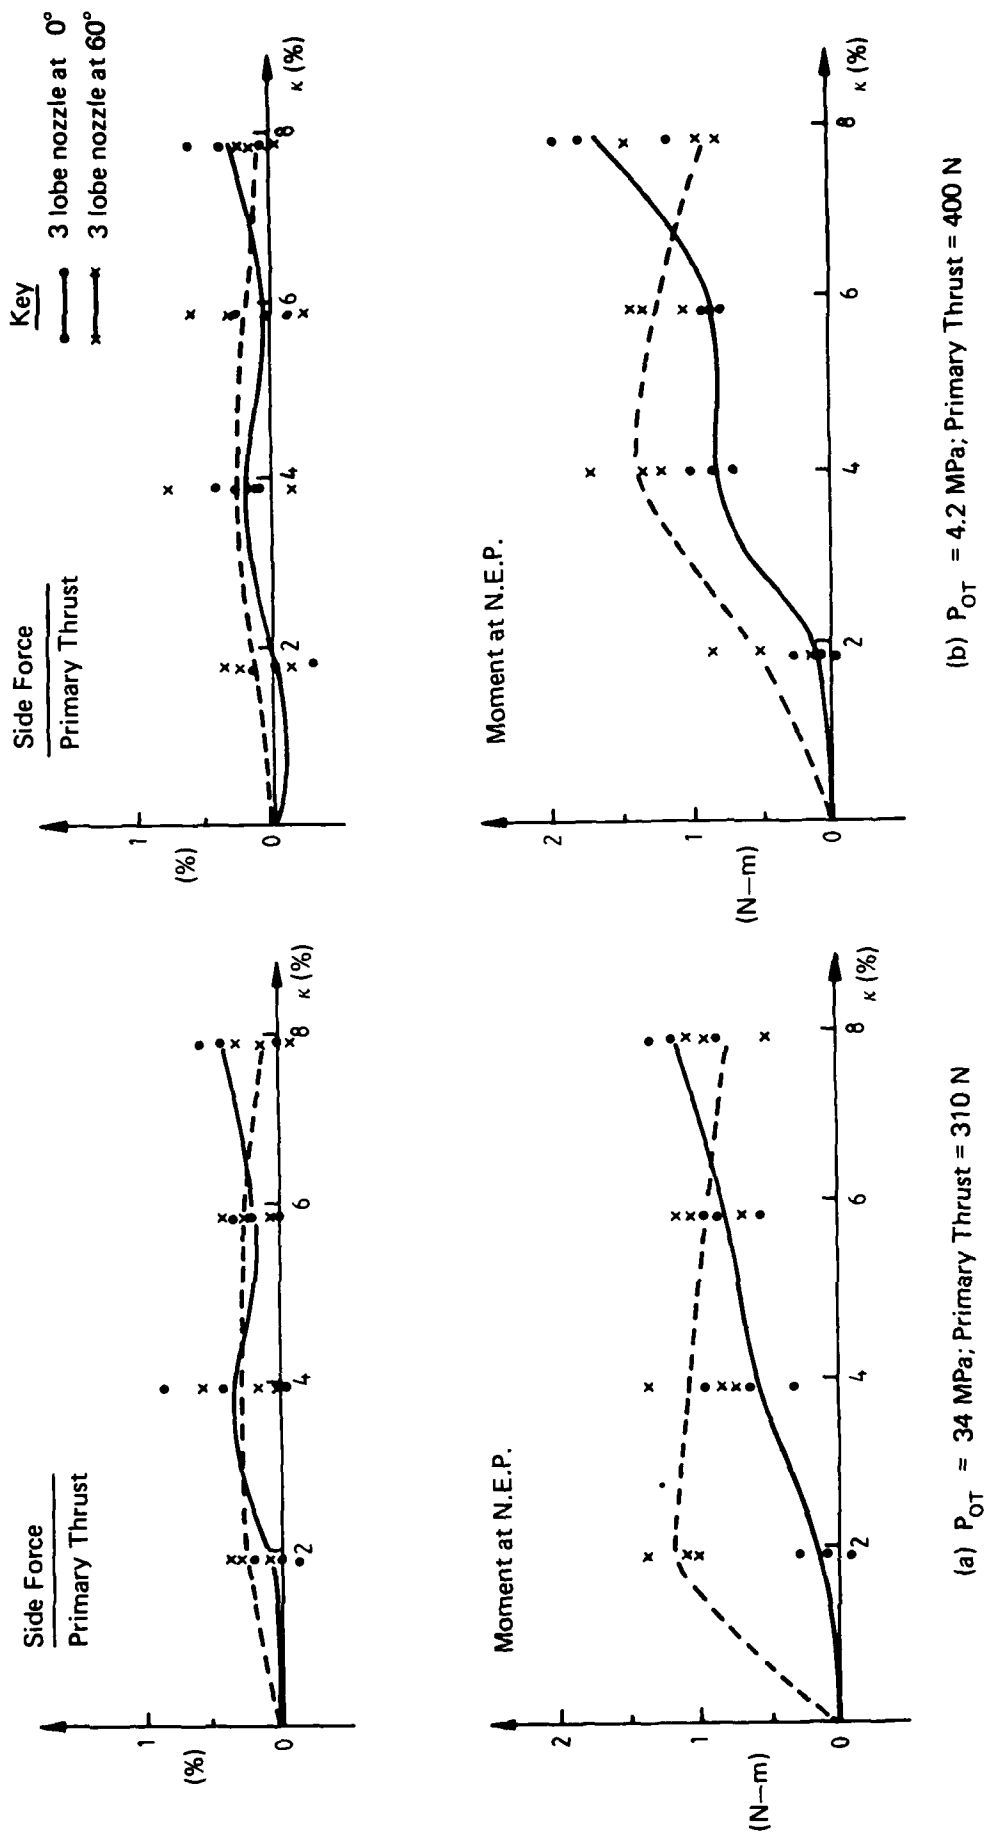 Key
3 lobe nozzle at 0°
3 lobe nozzle at 60°
Side Force
Primary Thrust
1
(%)
0
2
4
6
8
κ (%)
Moment at N.E.P.
2
1
(N—m)
0
2
4
6
8
κ (%)
(a) P_OT = 34 MPa; Primary Thrust = 310 N
Side Force
Primary Thrust
1
(%)
0
2
4
6
8
κ (%)
Moment at N.E.P.
2
1
(N—m)
0
2
4
6
8
κ (%)
(b) P_OT = 4.2 MPa; Primary Thrust = 400 N